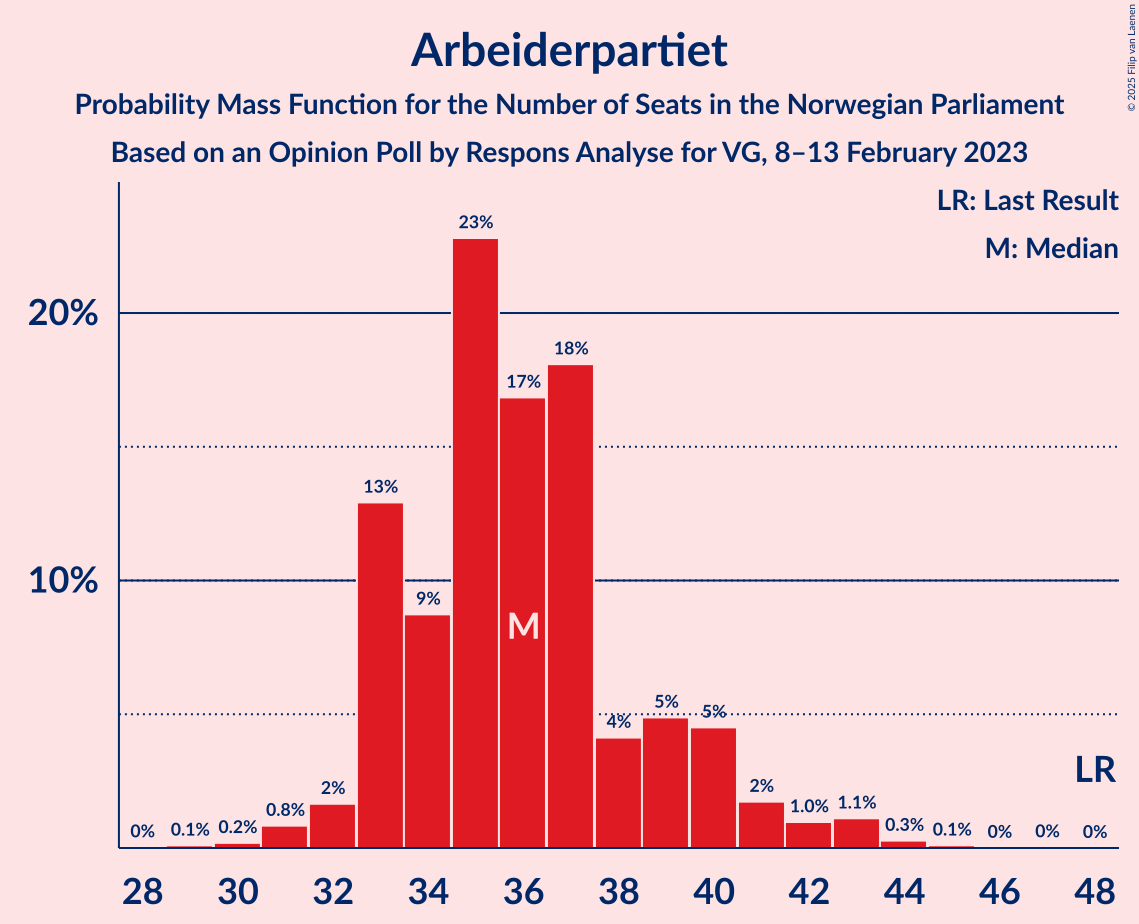 Arbeiderpartiet
Probability Mass Function for the Number of Seats in the Norwegian Parliament
Based on an Opinion Poll by Respons Analyse for VG, 8–13 February 2023
© 2025 Filip van Laenen
LR: Last Result
M: Median
20%
10%
0%
0.1%
0.2%
0.8%
2%
13%
9%
23%
17%
18%
4%
5%
5%
2%
1.0%
1.1%
0.3%
0.1%
0%
0%
0%
M
LR
28 30 32 34 36 38 40 42 44 46 48